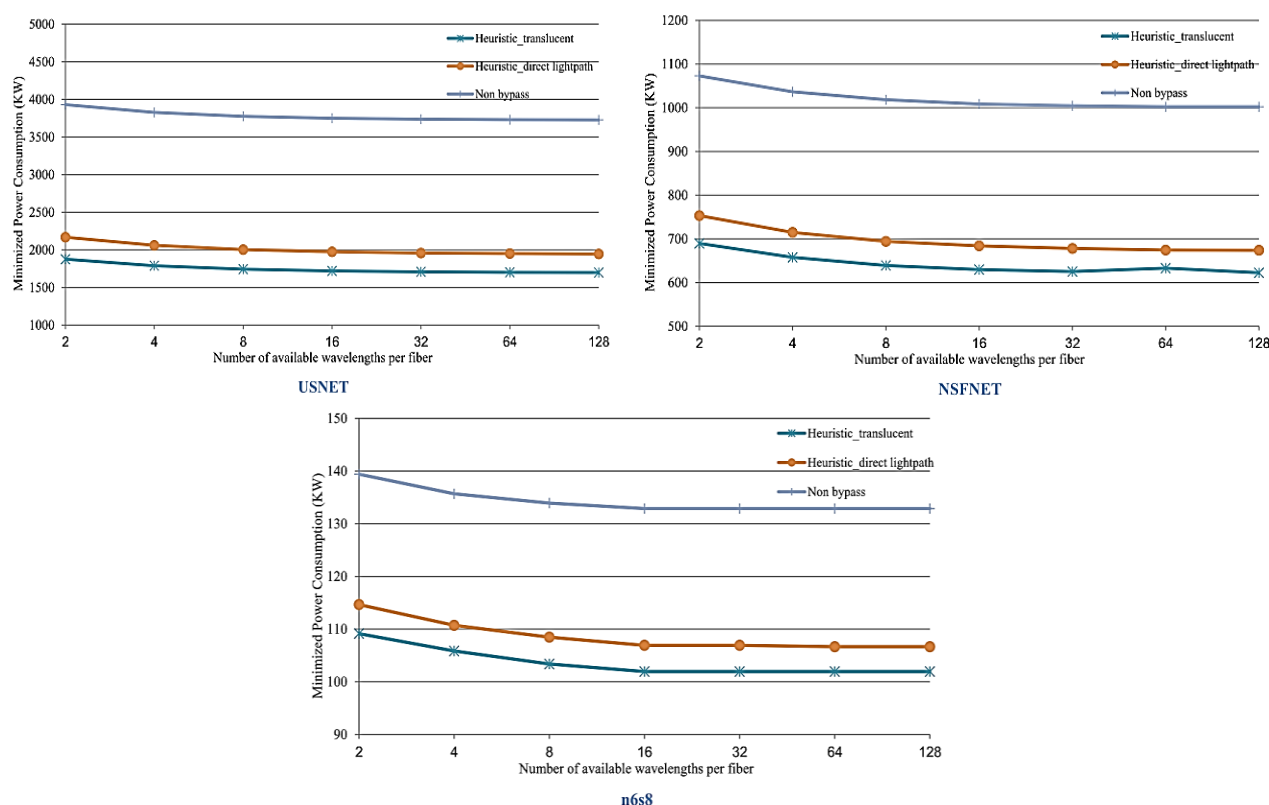 5000
4500
4000
3500
3000
2500
2000
1500
1000
Minimized Power Consumption (KW)
Heuristic_translucent
Heuristic_direct lightpath
Non bypass
2 4 8 16 32 64 128
Number of available wavelengths per fiber
USNET
1200
1100
1000
900
800
700
600
500
Minimized Power Consumption (KW)
Heuristic_translucent
Heuristic_direct lightpath
Non bypass
2 4 8 16 32 64 128
Number of available wavelengths per fiber
NSFNET
150
140
130
120
110
100
90
Minimized Power Consumption (KW)
Heuristic_translucent
Heuristic_direct lightpath
Non bypass
2 4 8 16 32 64 128
Number of available wavelengths per fiber
n6s8